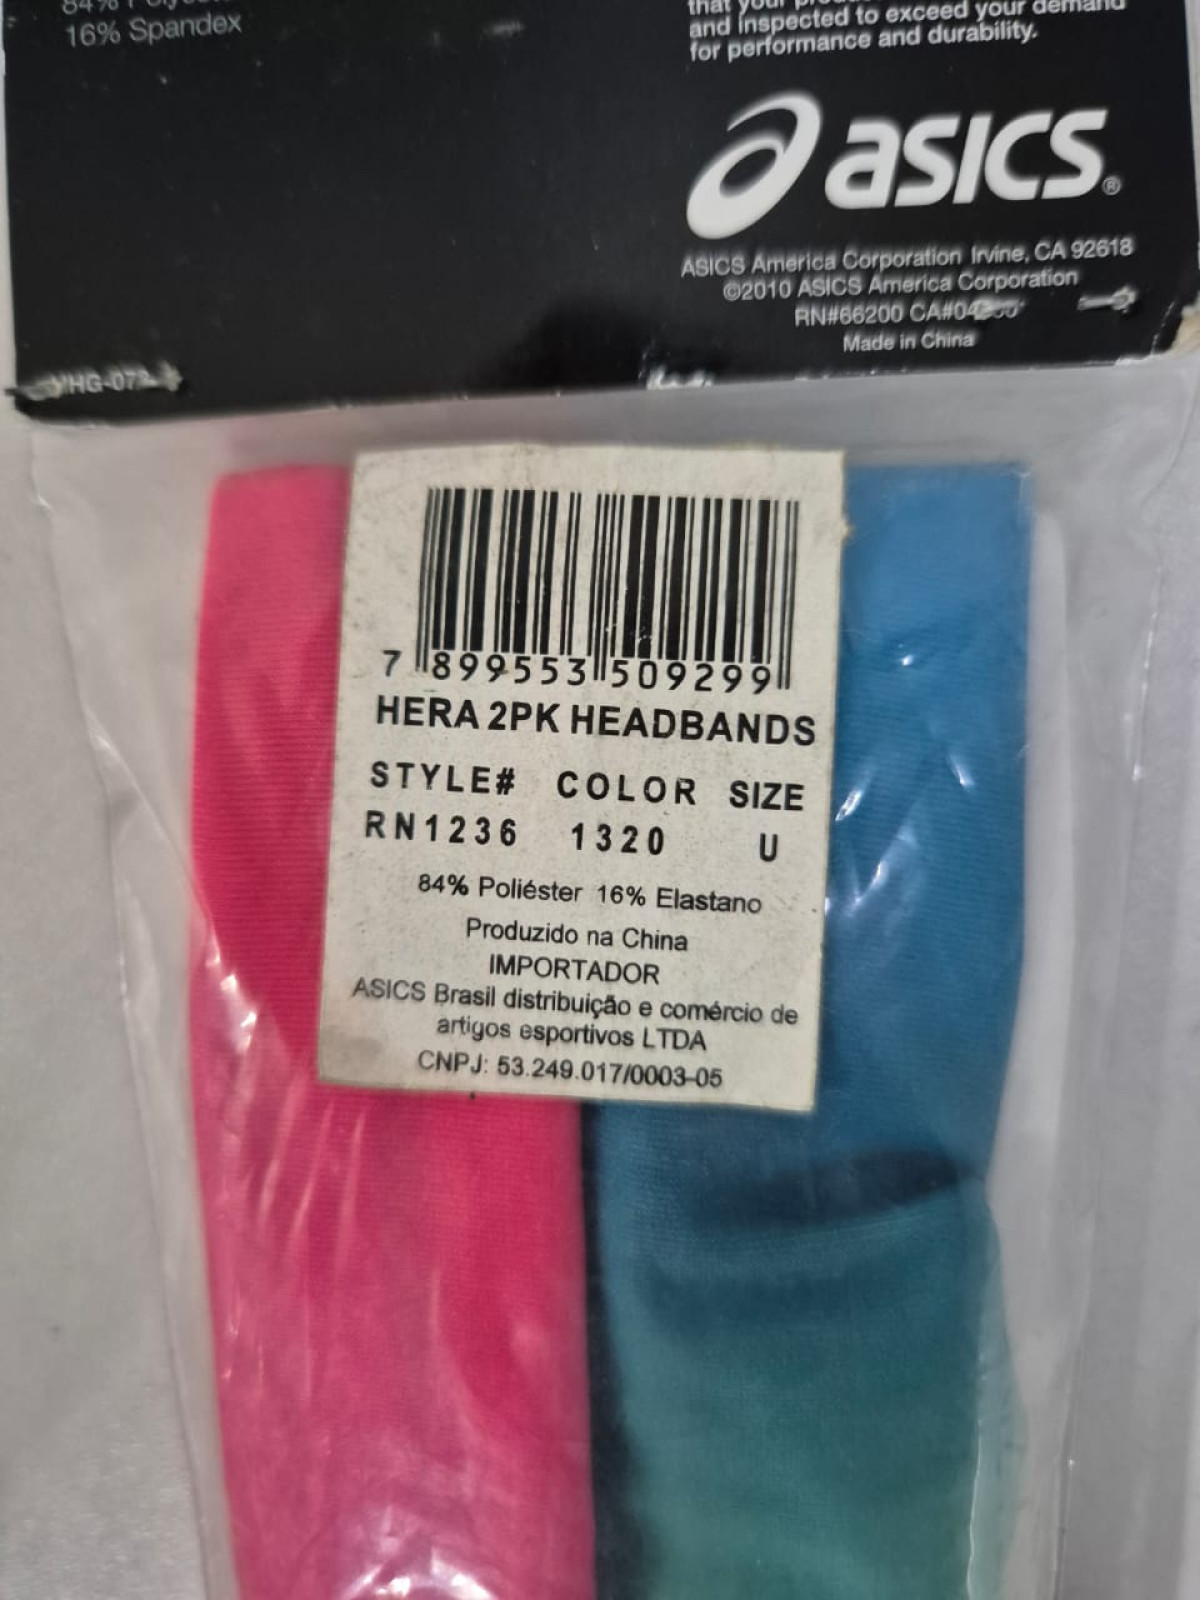 84%
16% Spandex
that your
and inspected to exceed your demand
for performance and durability.
asics®
ASICS America Corporation Irvine, CA 92618
©2010 ASICS America Corporation
RN#66200
Made in China
7 899553 509299
HERA 2PK HEADBANDS
STYLE# COLOR SIZE
RN1236 1320 U
84% Poliéster 16% Elastano
Produzido na China
IMPORTADOR
ASICS Brasil distribuição e comércio de
artigos esportivos LTDA
CNPJ: 53.249.017/0003-05